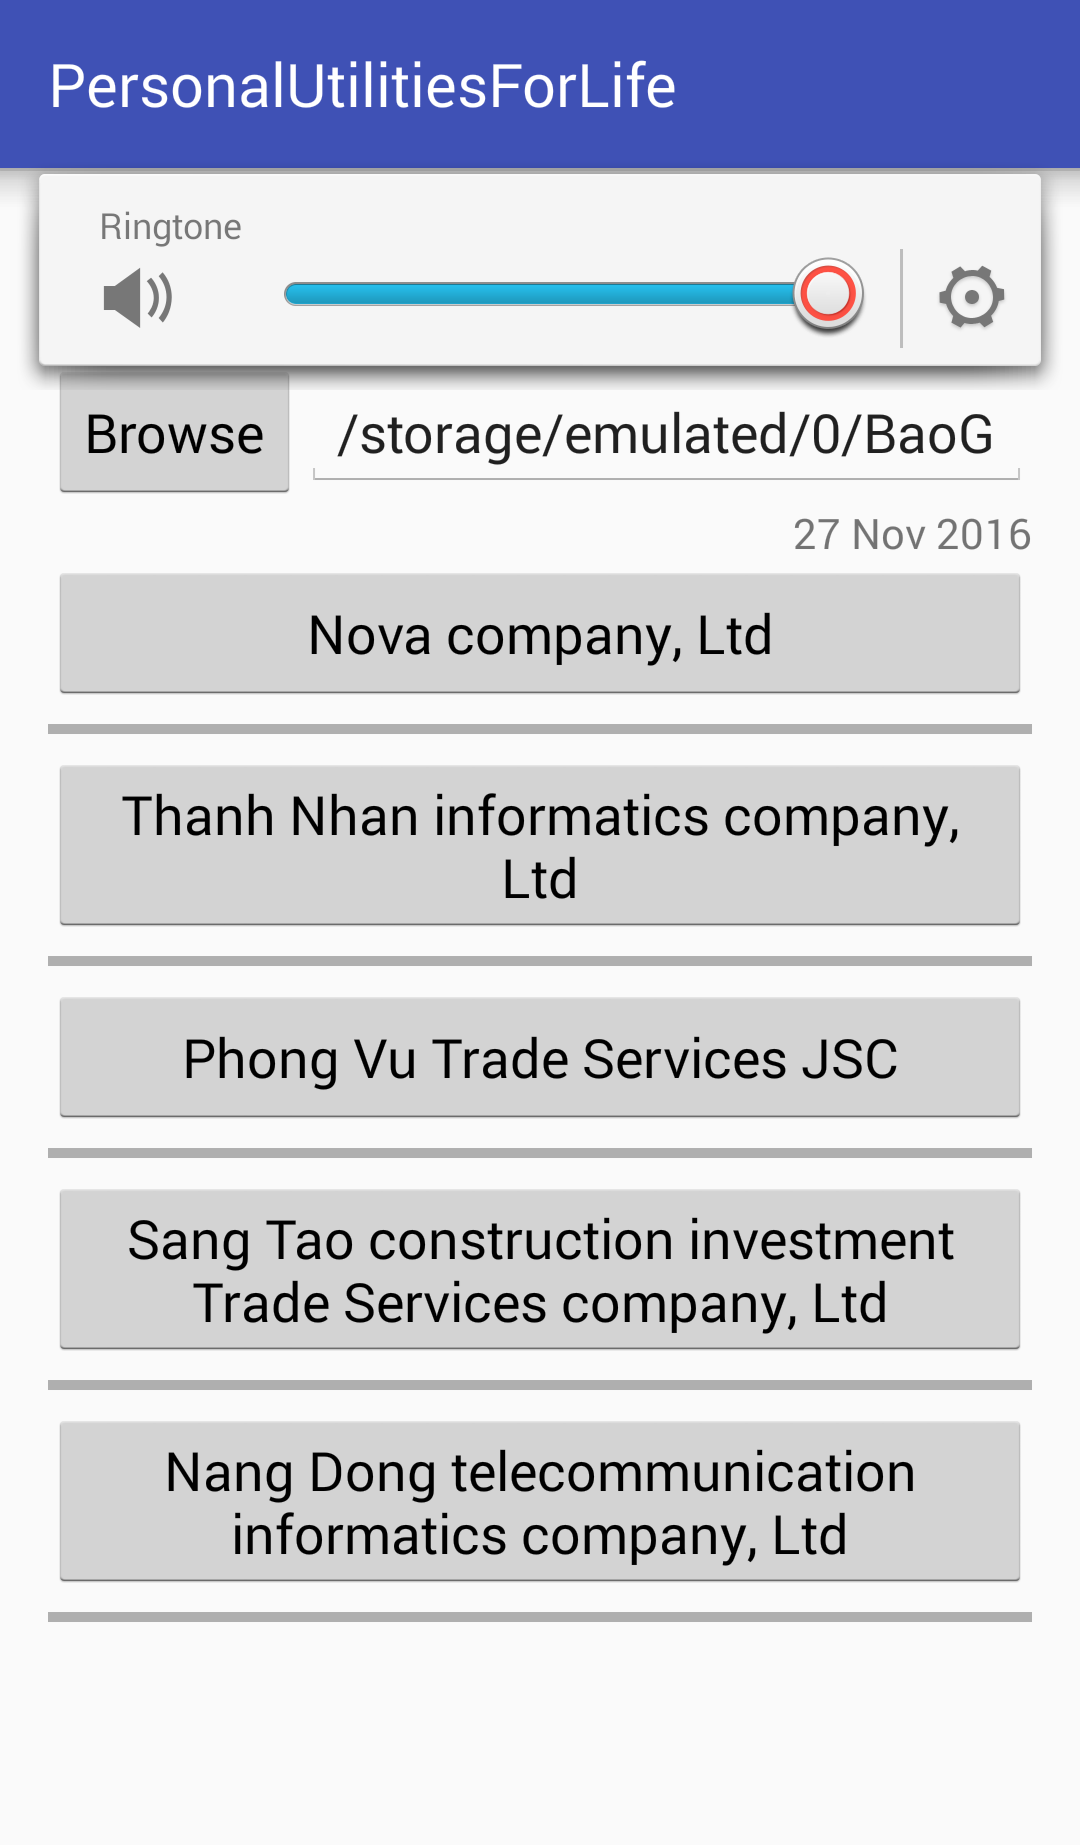 PersonalUtilitiesForLife
Ringtone
Browse
/storage/emulated/0/BaoG
27 Nov 2016
Nova company, Ltd
Thanh Nhan informatics company,
Ltd
Phong Vu Trade Services JSC
Sang Tao construction investment
Trade Services company, Ltd
Nang Dong telecommunication
informatics company, Ltd